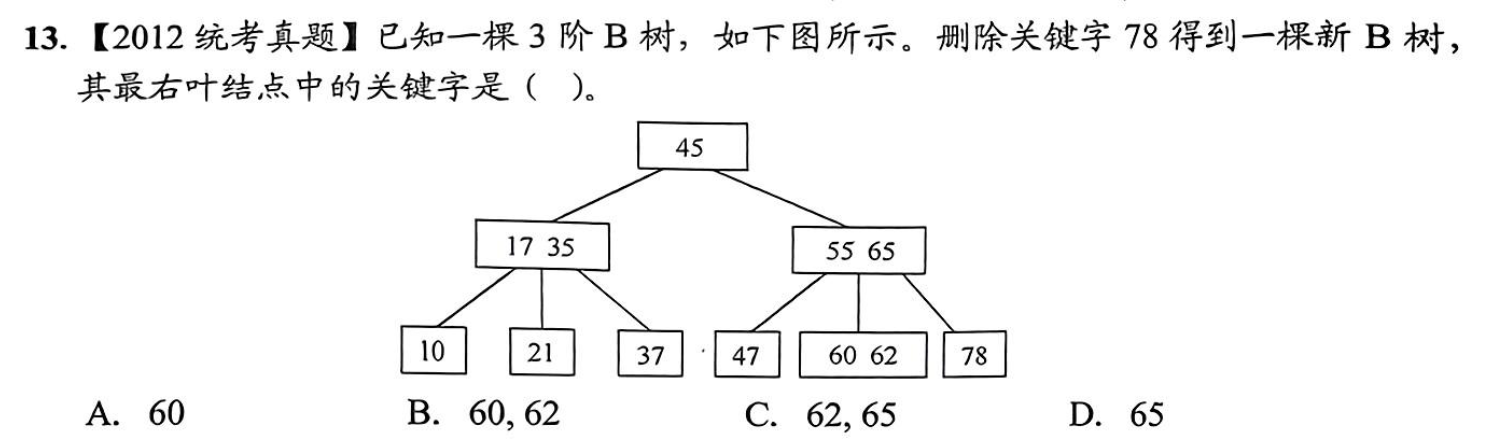 13.【2012 统考真题】已知一棵 3 阶 B 树，如下图所示。删除关键字 78 得到一棵新 B 树，
其最右叶结点中的关键字是（ ）。
45
17 35
55 65
10
21
37
47
60 62
78
A. 60
B. 60, 62
C. 62, 65
D. 65